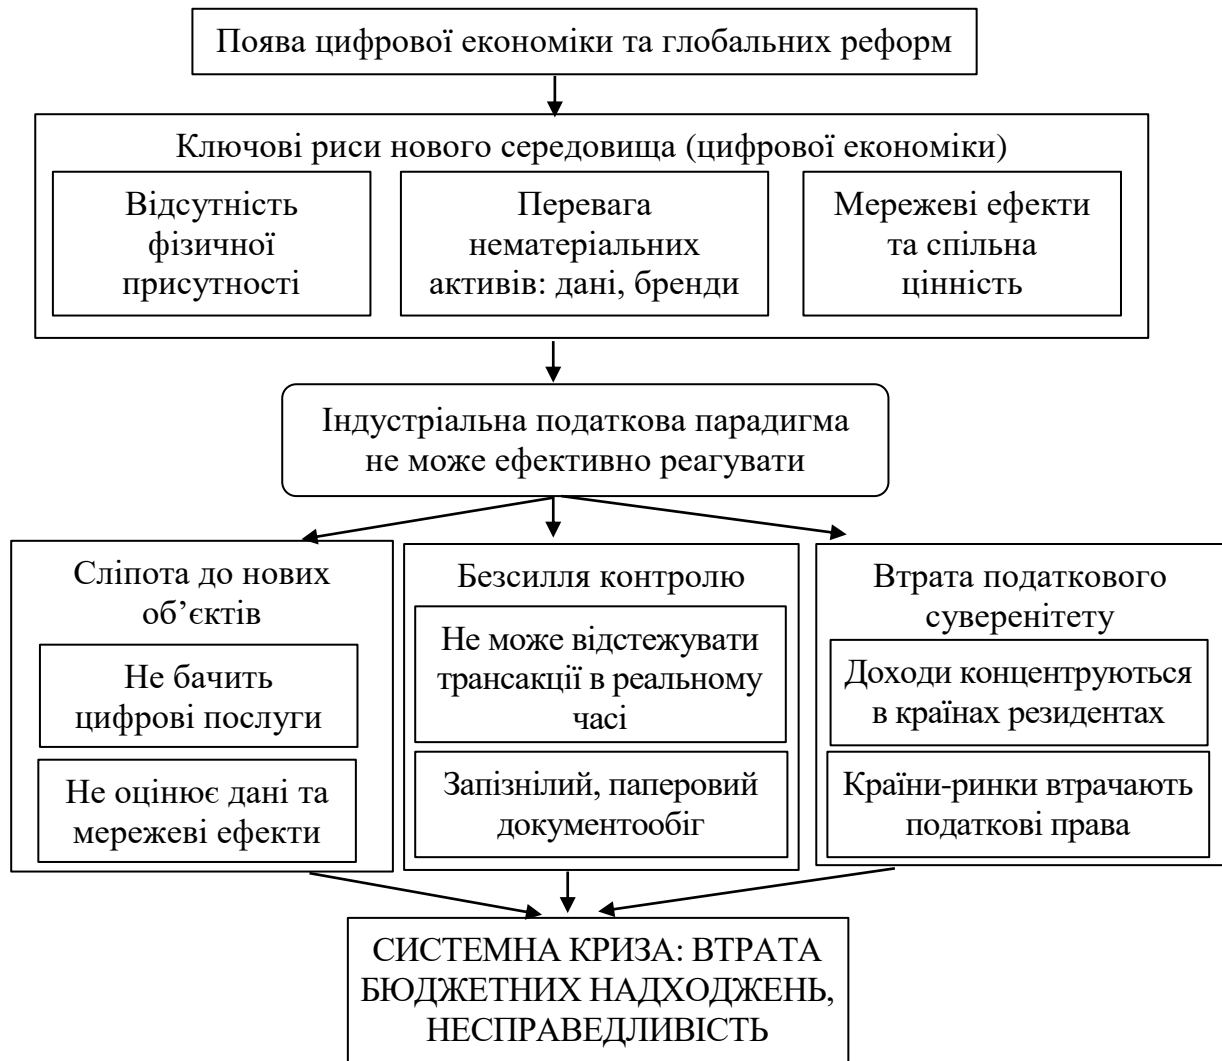 Поява цифрової економіки та глобальних реформ
Ключові риси нового середовища (цифрової економіки)
Відсутність
фізичної
присутності
Перевага
нематеріальних
активів: дані, бренди
Мережеві ефекти
та спільна
цінність
Індустріальна податкова парадигма
не може ефективно реагувати
Сліпота до нових
об’єктів
Не бачить
цифрові послуги
Не оцінює дані та
мережеві ефекти
Безсилля контролю
Не може відстежувати
трансакції в реальному
часі
Запізнілий, паперовий
документообіг
Втрата податкового
суверенітету
Доходи концентруються
в країнах резидентах
Країни-ринки втрачають
податкові права
СИСТЕМНА КРИЗА: ВТРАТА
БЮДЖЕТНИХ НАДХОДЖЕНЬ,
НЕСПРАВЕДЛИВІСТЬ